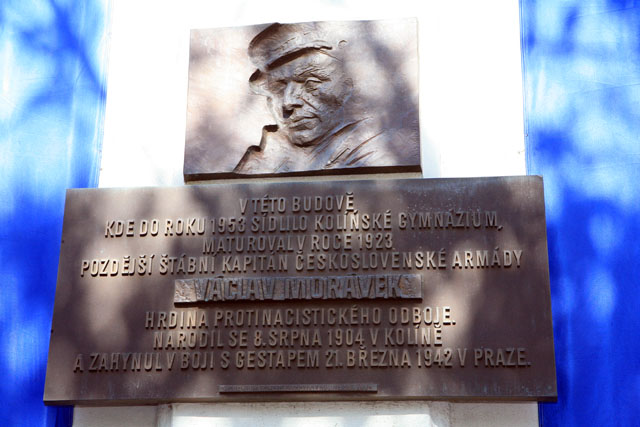 V TÉTO BUDOVĚ
KDE DO ROKU 1953 SÍDLILO KOLÍNSKÉ GYMNÁZIUM,
MATUROVAL V ROCE 1923
POZDĚJŠÍ ŠTÁBNÍ KAPITÁN ČESKOSLOVENSKÉ ARMÁDY
VÁCLAV MORÁVEK
HRDINA PROTINACISTICKÉHO ODBOJE.
NARODIL SE 8. SRPNA 1904 V KOLÍNĚ
A ZAHYNUL V BOJI S GESTAPEM 21. BŘEZNA 1942 V PRAZE.